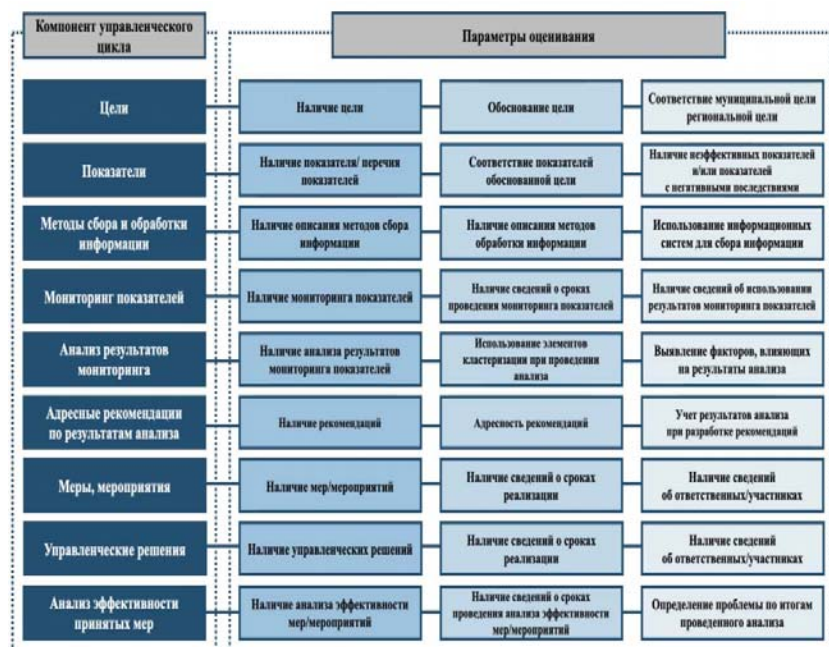 Компонент управленческого
цикла
Параметры оценивания
Цели
Наличие цели
Обоснование цели
Соответствие муниципальной цели
региональной цели
Показатели
Наличие показателя/ перечня
показателей
Соответствие показателей
обоснованной цели
Наличие неэффективных показателей
и/или показателей
с негативными последствиями
Методы сбора и обработки
информации
Наличие описания методов сбора
информации
Наличие описания методов
обработки информации
Использование информационных
систем для сбора информации
Мониторинг показателей
Наличие мониторинга показателей
Наличие сведений о сроках
проведения мониторинга показателей
Наличие сведений об использовании
результатов мониторинга показателей
Анализ результатов
мониторинга
Наличие анализа результатов
мониторинга показателей
Использование элементов
кластеризации при проведении
анализа
Выявление факторов, влияющих
на результаты анализа
Адресные рекомендации
по результатам анализа
Наличие рекомендаций
Адресность рекомендаций
Учет результатов анализа
при разработке рекомендаций
Меры, мероприятия
Наличие мер/мероприятий
Наличие сведений о сроках
реализации
Наличие сведений
об ответственных/участниках
Управленческие решения
Наличие управленческих решений
Наличие сведений о сроках
реализации
Наличие сведений
об ответственных/участниках
Анализ эффективности
принятых мер
Наличие анализа эффективности
мер/мероприятий
Наличие сведений о сроках
проведения анализа эффективности
мер/мероприятий
Определение проблемы по итогам
проведенного анализа